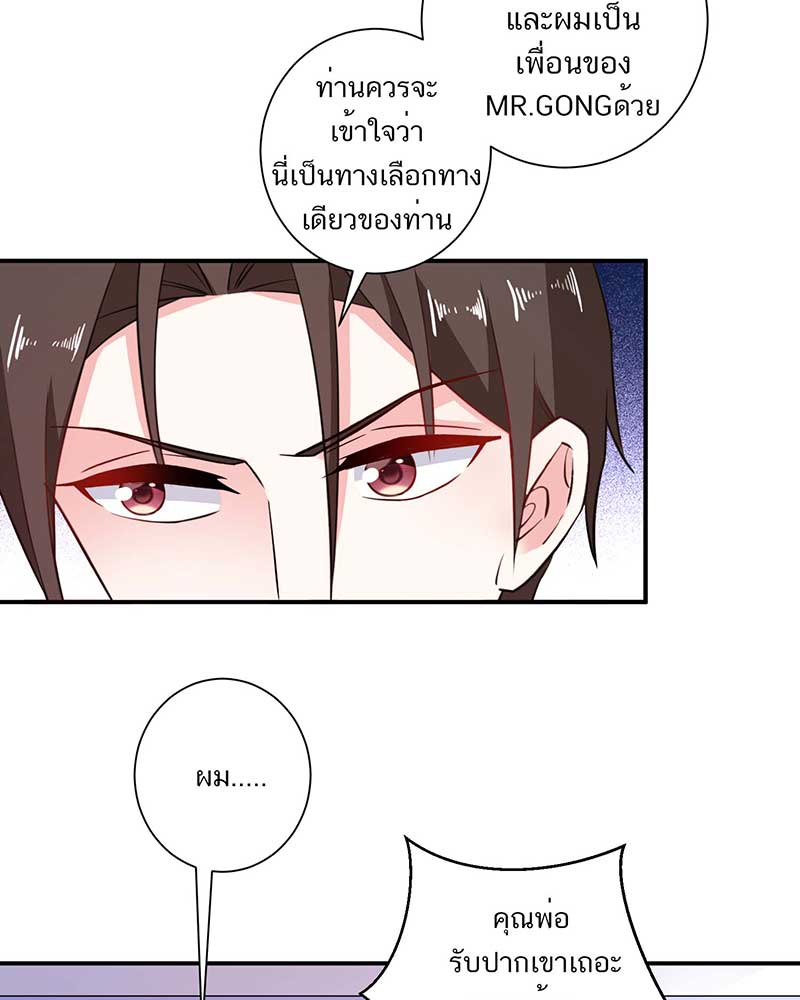 และผมเป็น
เพื่อนของ
MR.GONGด้วย
ท่านควรจะ
เข้าใจว่า
นี่เป็นทางเลือกทาง
เดียวของท่าน
ผม.....
คุณพ่อ
รับปากเขาเถอะ